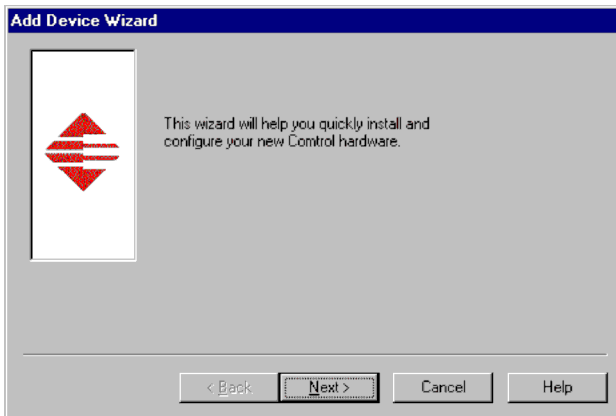 Add Device Wizard
This wizard will help you quickly install and
configure your new Comtrol hardware.
< Back
Next >
Cancel
Help